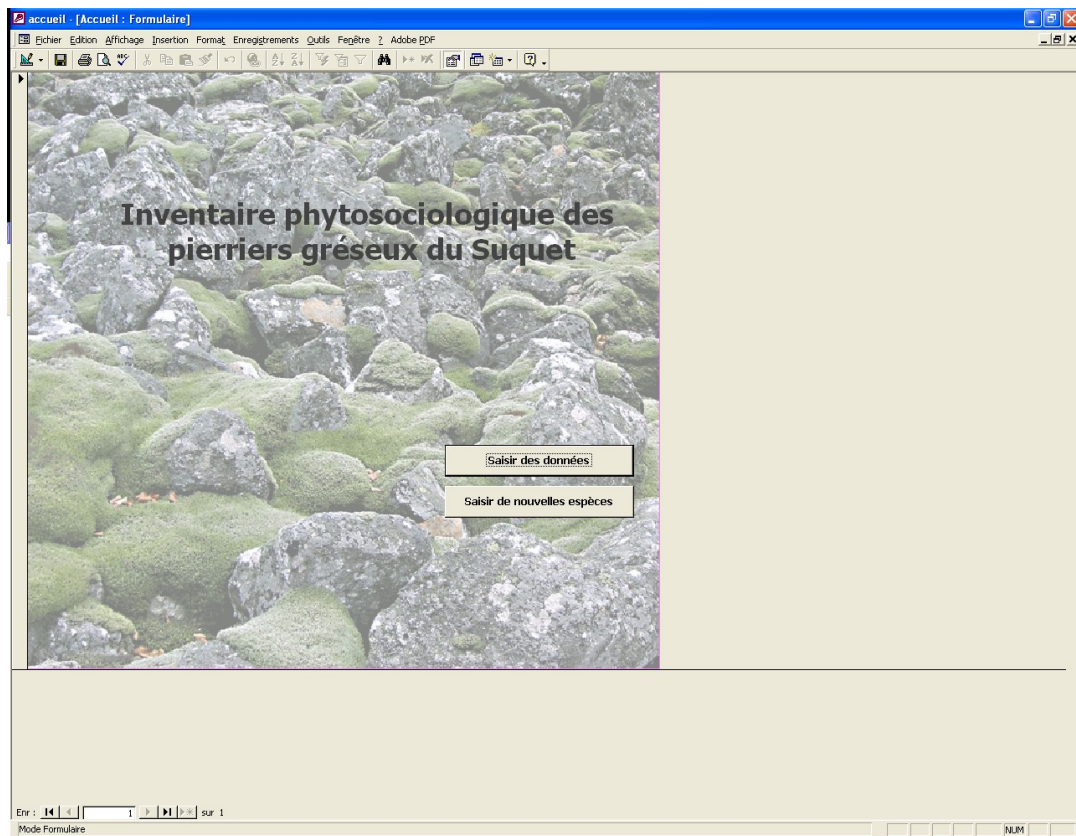 accueil - [Accueil : Formulaire]
Fichier Edition Affichage Insertion Format Enregistrements Outils Fenêtre ? Adobe PDF
Inventaire phytosociologique des
pierriers gréseux du Suquet
Saisir des données
Saisir de nouvelles espèces
Enr : 1 sur 1
Mode Formulaire NUM